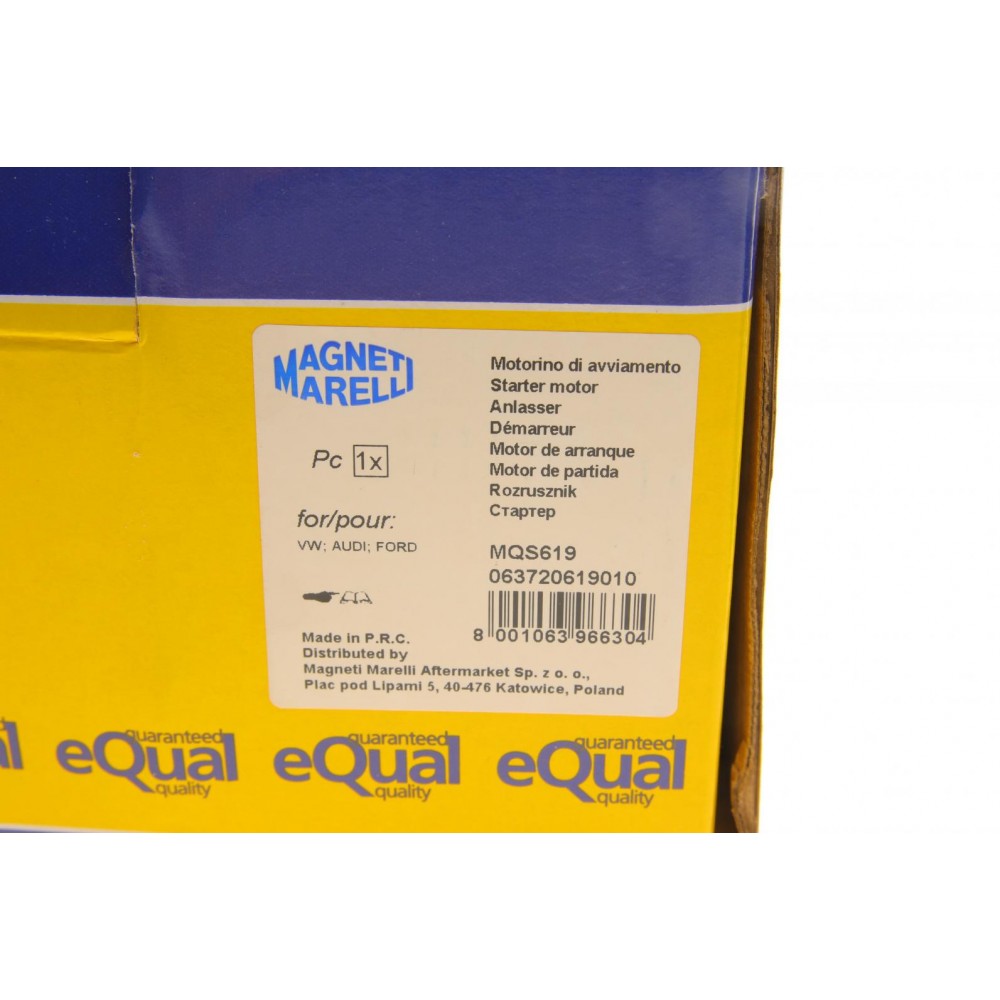 MAGNETI
MARELLI
Motorino di avviamento
Starter motor
Anlasser
Démarreur
Motor de arranque
Motor de partida
Rozrusznik
Стартер
Pc 1x
for/pour:
VW; AUDI; FORD
MQS619
063720619010
8 001063 966304
Made in P.R.C.
Distributed by
Magneti Marelli Aftermarket Sp. z o. o.,
Plac pod Lipami 5, 40-476 Katowice, Poland
guaranteed
eQual
quality
guaranteed
eQual
quality
guaranteed
eQual
quality